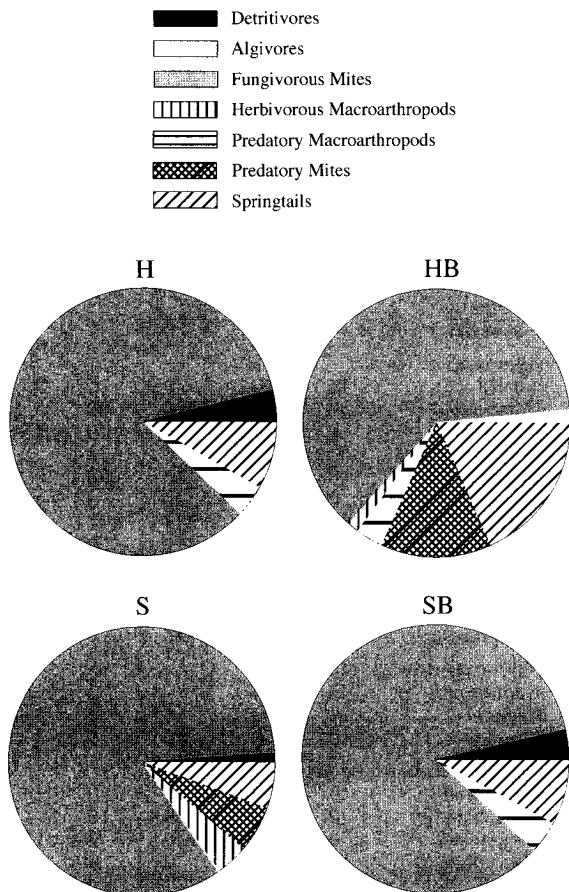 Detritivores
Algivores
Fungivorous Mites
Herbivorous Macroarthropods
Predatory Macroarthropods
Predatory Mites
Springtails
H
HB
S
SB